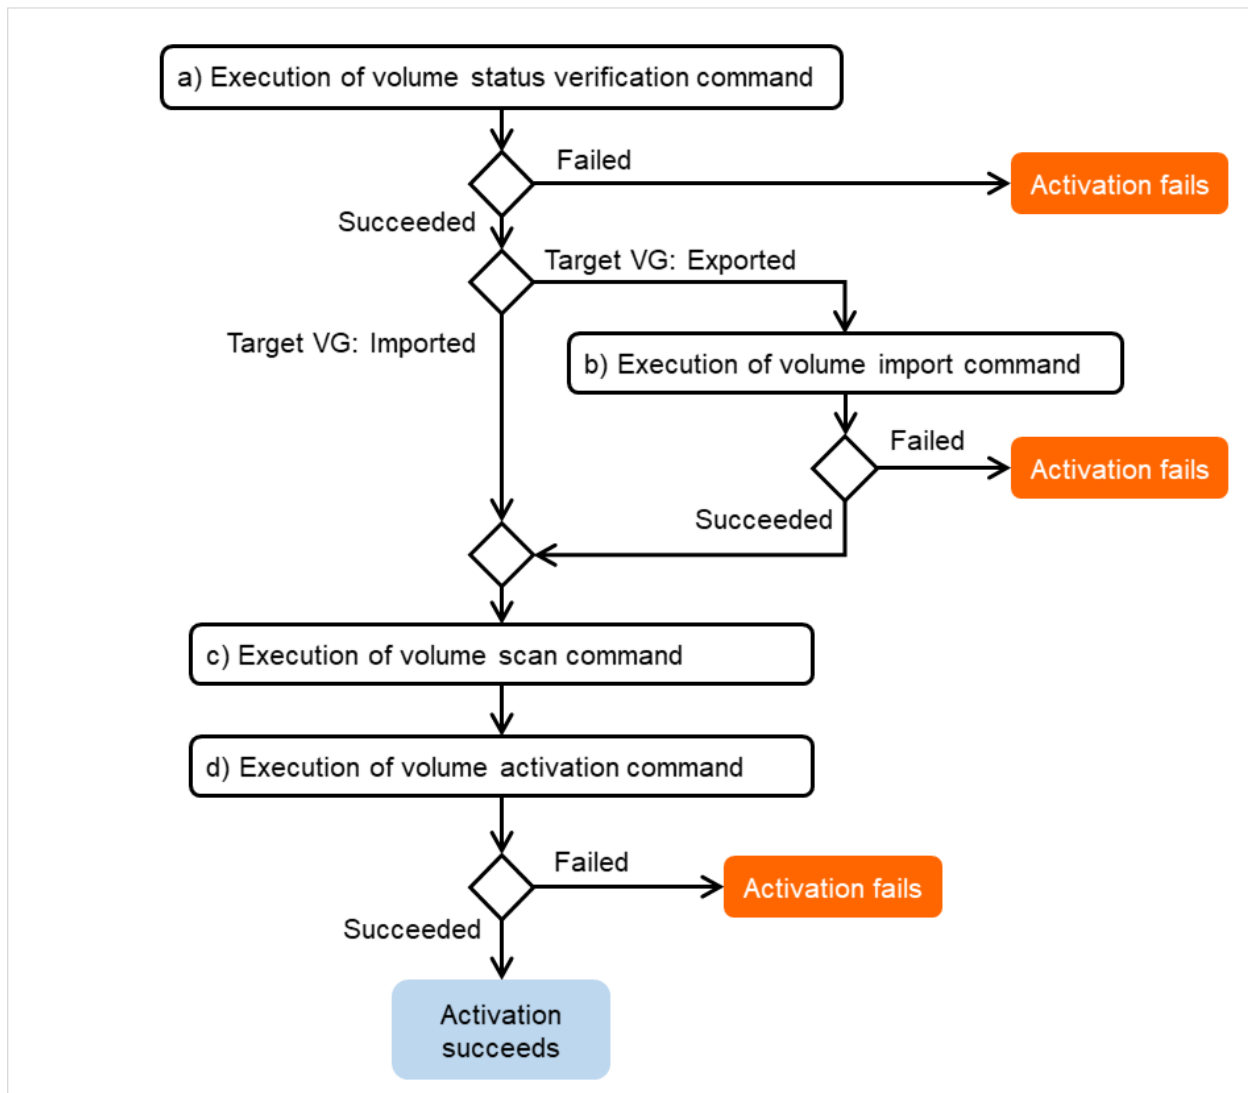 a) Execution of volume status verification command
Failed
Activation fails
Succeeded
Target VG: Exported
Target VG: Imported
b) Execution of volume import command
Failed
Activation fails
Succeeded
c) Execution of volume scan command
d) Execution of volume activation command
Failed
Activation fails
Succeeded
Activation
succeeds